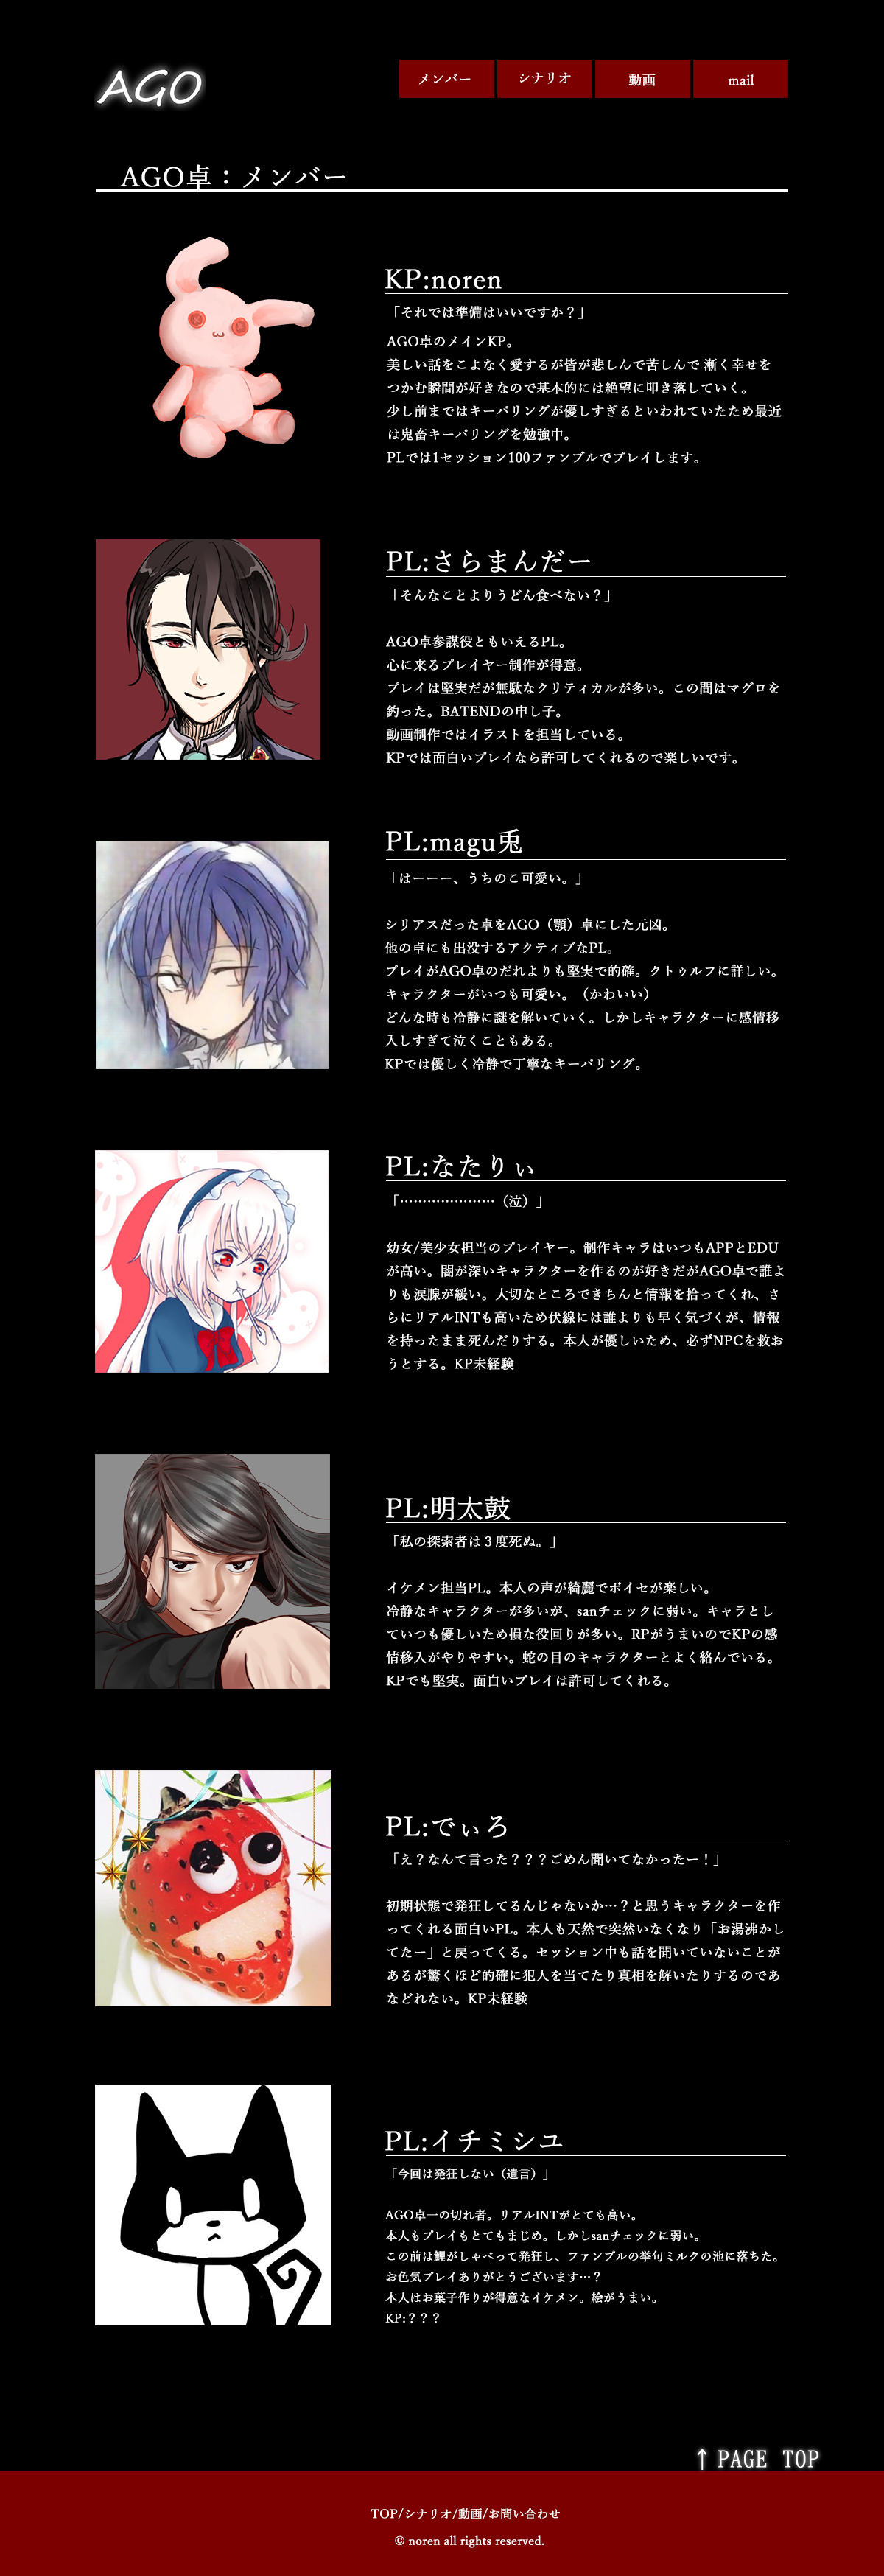 AGO
メンバー
シナリオ
動画
mail
AGO卓：メンバー
KP:noren
「それでは準備はいいですか？」
AGO卓のメインKP。
美しい話をこよなく愛するが皆が悲しんで苦しんで 漸く幸せを
つかむ瞬間が好きなので基本的には絶望に叩き落していく。
少し前まではキーパリングが優しすぎるといわれていたため最近
は鬼畜キーパリングを勉強中。
PLでは1セッション100ファンブルでプレイします。
PL:さらまんだー
「そんなことよりうどん食べない？」
AGO卓参謀役ともいえるPL。
心に来るプレイヤー制作が得意。
プレイは堅実だが無駄なクリティカルが多い。この間はマグロを
釣った。BATENDの申し子。
動画制作ではイラストを担当している。
KPでは面白いプレイなら許可してくれるので楽しいです。
PL:magu兎
「はーーー、うちのこ可愛い。」
シリアスだった卓をAGO（顎）卓にした元凶。
他の卓にも出没するアクティブなPL。
プレイがAGO卓のだれよりも堅実で的確。クトゥルフに詳しい。
キャラクターがいつも可愛い。（かわいい）
どんな時も冷静に謎を解いていく。しかしキャラクターに感情移
入しすぎて泣くこともある。
KPでは優しく冷静で丁寧なキーパリング。
PL:なたりぃ
「…………………（泣）」
幼女/美少女担当のプレイヤー。制作キャラはいつもAPPとEDU
が高い。闇が深いキャラクターを作るのが好きだがAGO卓で誰よ
りも涙腺が緩い。大切なところできちんと情報を拾ってくれ、さ
らにリアルINTも高いため伏線には誰よりも早く気づくが、情報
を持ったまま死んだりする。本人が優しいため、必ずNPCを救お
うとする。KP未経験
PL:明太鼓
「私の探索者は３度死ぬ。」
イケメン担当PL。本人の声が綺麗でボイセが楽しい。
冷静なキャラクターが多いが、sanチェックに弱い。キャラとし
ていつも優しいため損な役回りが多い。RPがうまいのでKPの感
情移入がやりやすい。蛇の目のキャラクターとよく絡んでいる。
KPでも堅実。面白いプレイは許可してくれる。
PL:でぃろ
「え？なんて言った？？？ごめん聞いてなかったー！」
初期状態で発狂してるんじゃないか…？と思うキャラクターを作
ってくれる面白いPL。本人も天然で突然いなくなり「お湯沸かし
てたー」と戻ってくる。セッション中も話を聞いていないことが
あるが驚くほど的確に犯人を当てたり真相を解いたりするのであ
などれない。KP未経験
PL:イチミシユ
「今回は発狂しない（遺言）」
AGO卓一の切れ者。リアルINTがとても高い。
本人もプレイもとてもまじめ。しかしsanチェックに弱い。
この前は鯉がしゃべって発狂し、ファンブルの挙句ミルクの池に落ちた。
お色気プレイありがとうございます…？
本人はお菓子作りが得意なイケメン。絵がうまい。
KP:？？？
↑ PAGE TOP
TOP/シナリオ/動画/お問い合わせ
© noren all rights reserved.